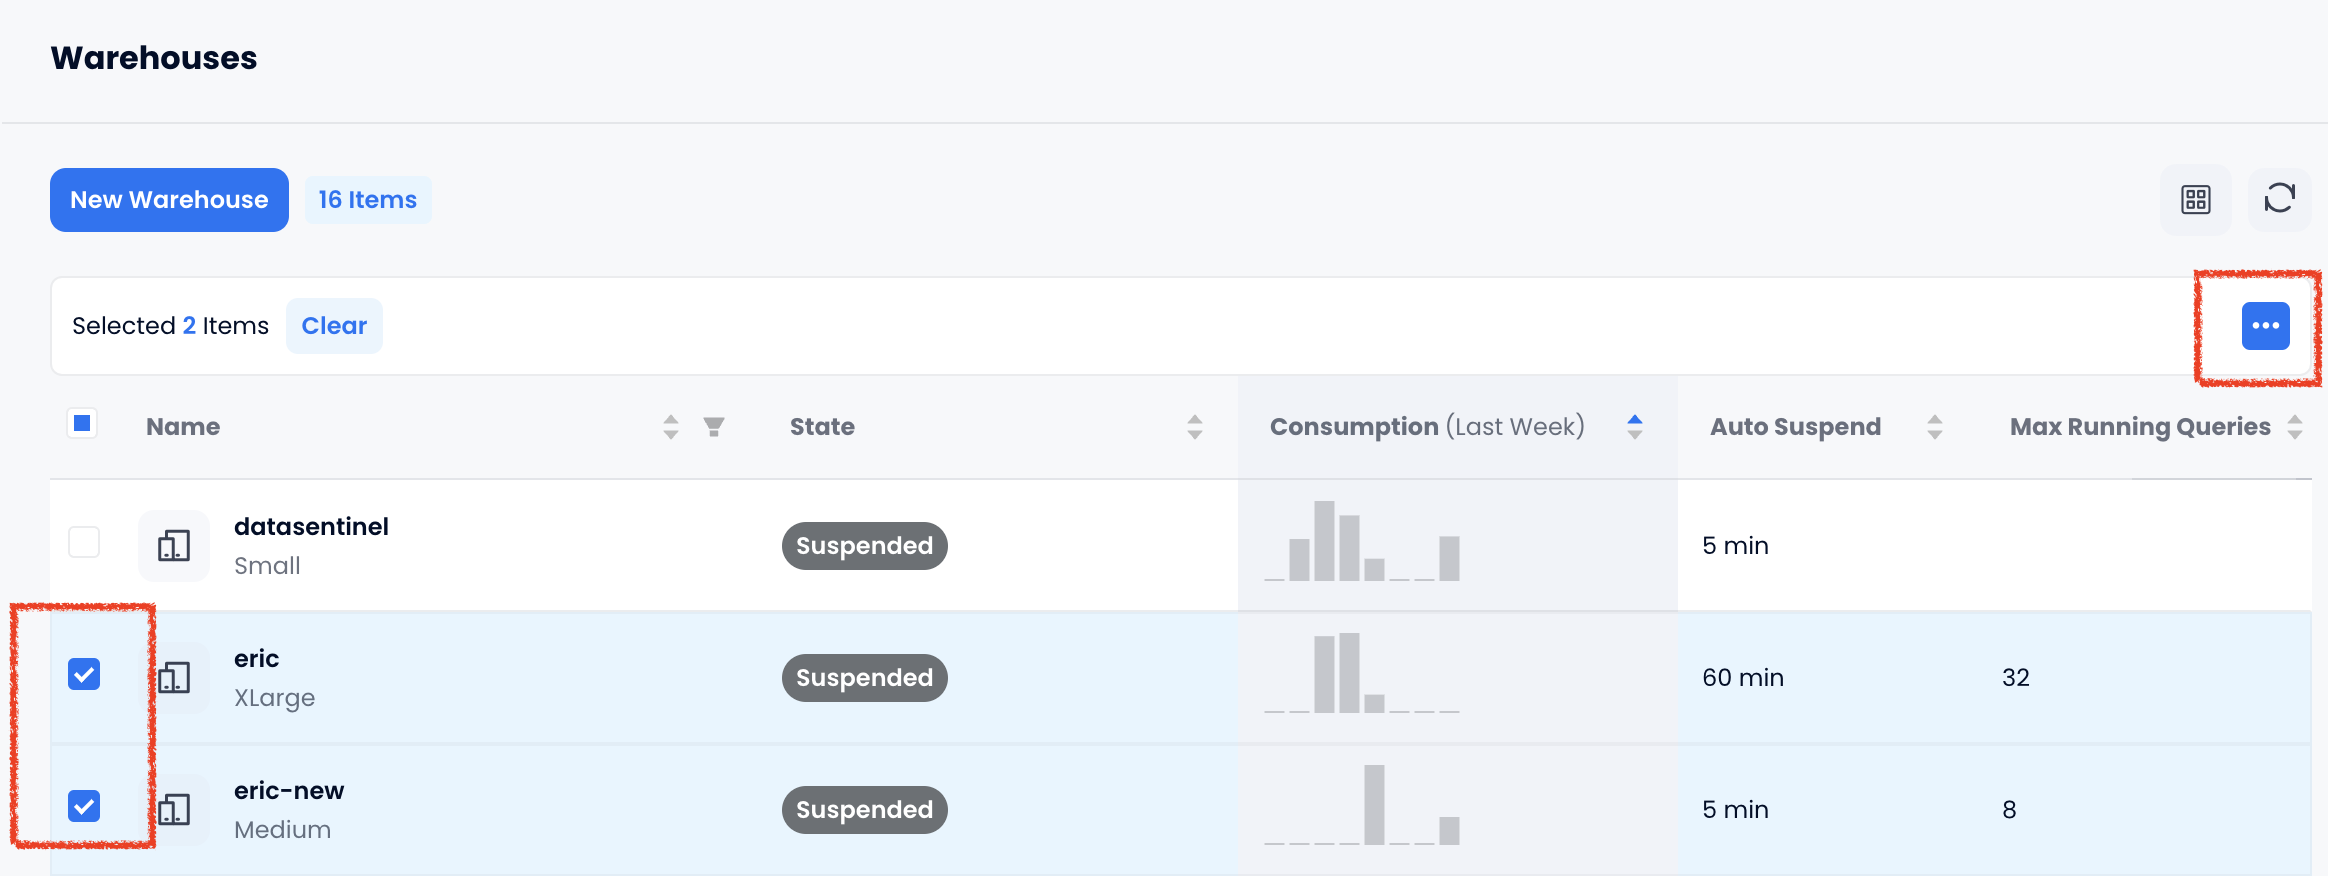 Warehouses
New Warehouse
16 Items
Selected 2 Items
Clear
Name
State
Consumption (Last Week)
Auto Suspend
Max Running Queries
datasentinel
Small
Suspended
5 min
eric
XLarge
Suspended
60 min
32
eric-new
Medium
Suspended
5 min
8